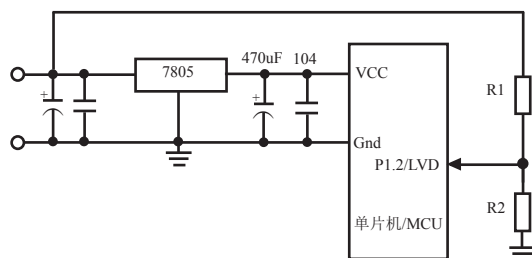 470uF 104
7805
VCC
R1
+
+
Gnd
P1.2/LVD
R2
单片机/MCU